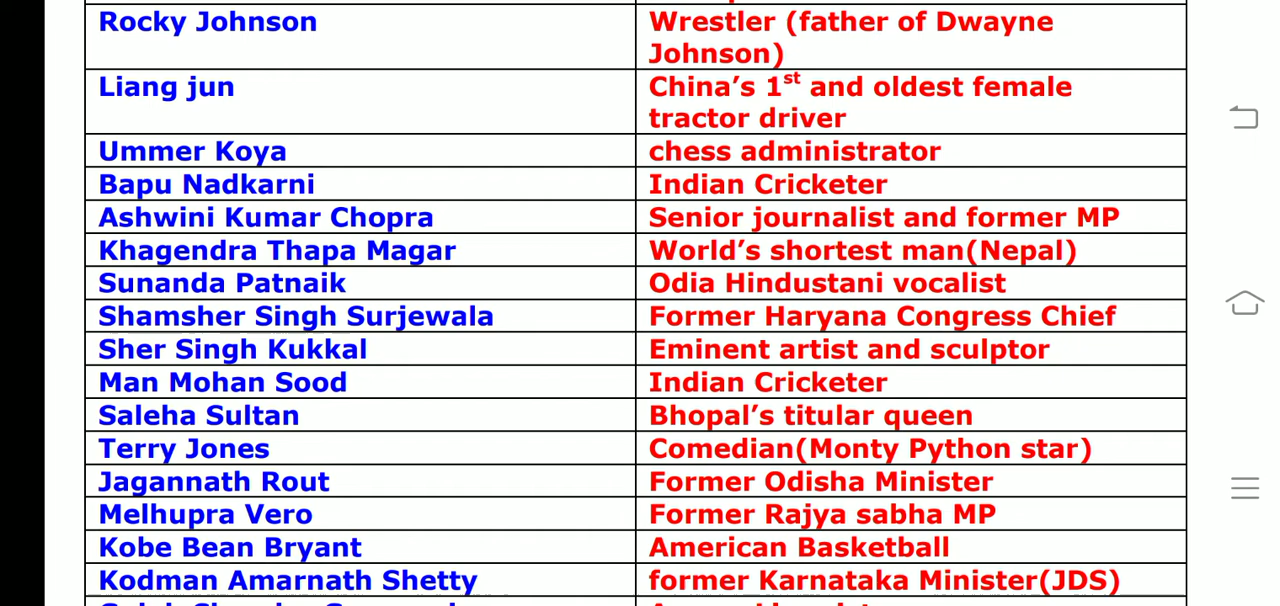 Rocky Johnson
Wrestler (father of Dwayne
Johnson)
Liang jun
China's 1st and oldest female
tractor driver
Ummer Koya
chess administrator
Bapu Nadkarni
Indian Cricketer
Ashwini Kumar Chopra
Senior journalist and former MP
Khagendra Thapa Magar
World's shortest man(Nepal)
Sunanda Patnaik
Odia Hindustani vocalist
Shamsher Singh Surjewala
Former Haryana Congress Chief
Sher Singh Kukkal
Eminent artist and sculptor
Man Mohan Sood
Indian Cricketer
Saleha Sultan
Bhopal's titular queen
Terry Jones
Comedian(Monty Python star)
Jagannath Rout
Former Odisha Minister
Melhupra Vero
Former Rajya sabha MP
Kobe Bean Bryant
American Basketball
Kodman Amarnath Shetty
former Karnataka Minister(JDS)